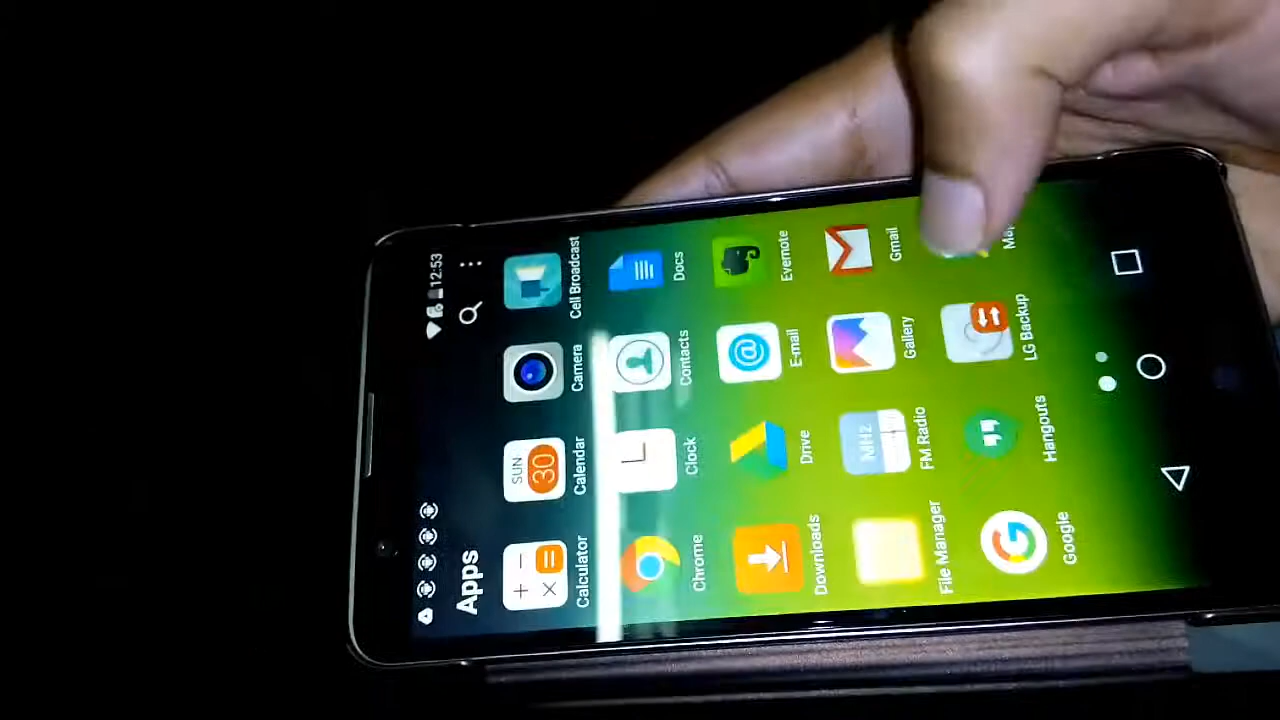 12:53
Apps
SUN
30
Calculator
Calendar
Camera
Cell Broadcast
Chrome
Clock
Contacts
Docs
@
Downloads
Drive
E-mail
Evernote
MHz
File Manager
FM Radio
Gallery
Gmail
Google
Hangouts
LG Backup